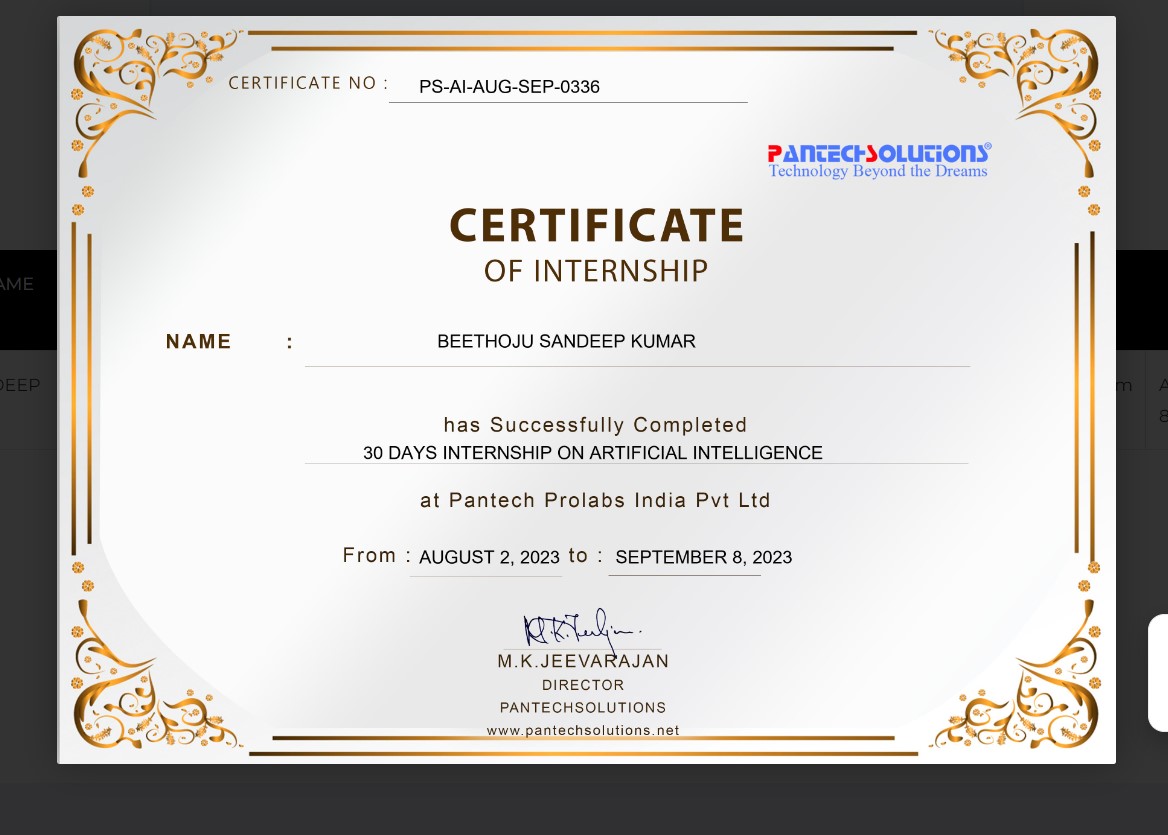 CERTIFICATE NO : PS-AI-AUG-SEP-0336
PANTECHSOLUTIONS®
Technology Beyond the Dreams
CERTIFICATE
OF INTERNSHIP
AME
NAME : BEETHOJU SANDEEP KUMAR
DEEP
m
A
8
has Successfully Completed
30 DAYS INTERNSHIP ON ARTIFICIAL INTELLIGENCE
at Pantech Prolabs India Pvt Ltd
From : AUGUST 2, 2023 to : SEPTEMBER 8, 2023
M.K.JEEVARAJAN
DIRECTOR
PANTECHSOLUTIONS
www.pantechsolutions.net